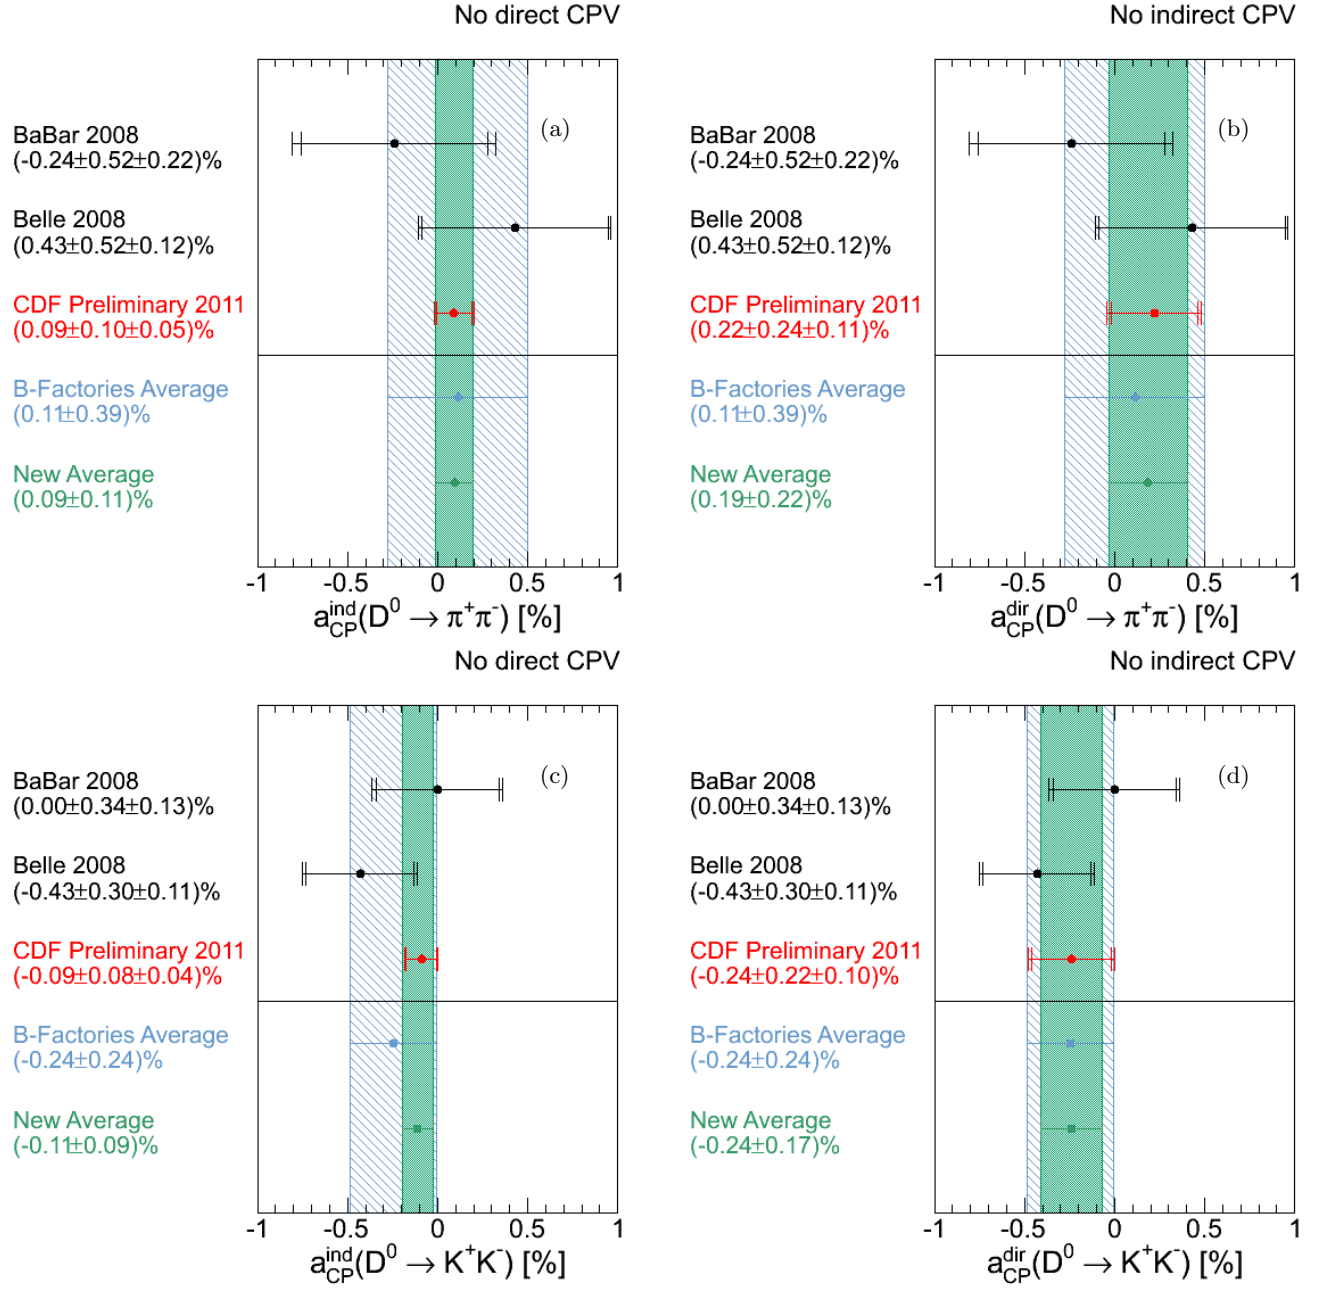 No direct CPV
(a)
BaBar 2008
(-0.24±0.52±0.22)%
Belle 2008
(0.43±0.52±0.12)%
CDF Preliminary 2011
(0.09±0.10±0.05)%
B-Factories Average
(0.11±0.39)%
New Average
(0.09±0.11)%
-1 -0.5 0 0.5 1
a_CP^ind(D^0 → π^+π^-) [%]
No indirect CPV
(b)
BaBar 2008
(-0.24±0.52±0.22)%
Belle 2008
(0.43±0.52±0.12)%
CDF Preliminary 2011
(0.22±0.24±0.11)%
B-Factories Average
(0.11±0.39)%
New Average
(0.19±0.22)%
-1 -0.5 0 0.5 1
a_CP^dir(D^0 → π^+π^-) [%]
No direct CPV
(c)
BaBar 2008
(0.00±0.34±0.13)%
Belle 2008
(-0.43±0.30±0.11)%
CDF Preliminary 2011
(-0.09±0.08±0.04)%
B-Factories Average
(-0.24±0.24)%
New Average
(-0.11±0.09)%
-1 -0.5 0 0.5 1
a_CP^ind(D^0 → K^+K^-) [%]
No indirect CPV
(d)
BaBar 2008
(0.00±0.34±0.13)%
Belle 2008
(-0.43±0.30±0.11)%
CDF Preliminary 2011
(-0.24±0.22±0.10)%
B-Factories Average
(-0.24±0.24)%
New Average
(-0.24±0.17)%
-1 -0.5 0 0.5 1
a_CP^dir(D^0 → K^+K^-) [%]